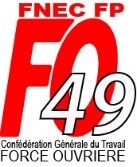 FNEC FP
FO
49
Confédération Générale du Travail
FORCE OUVRIERE